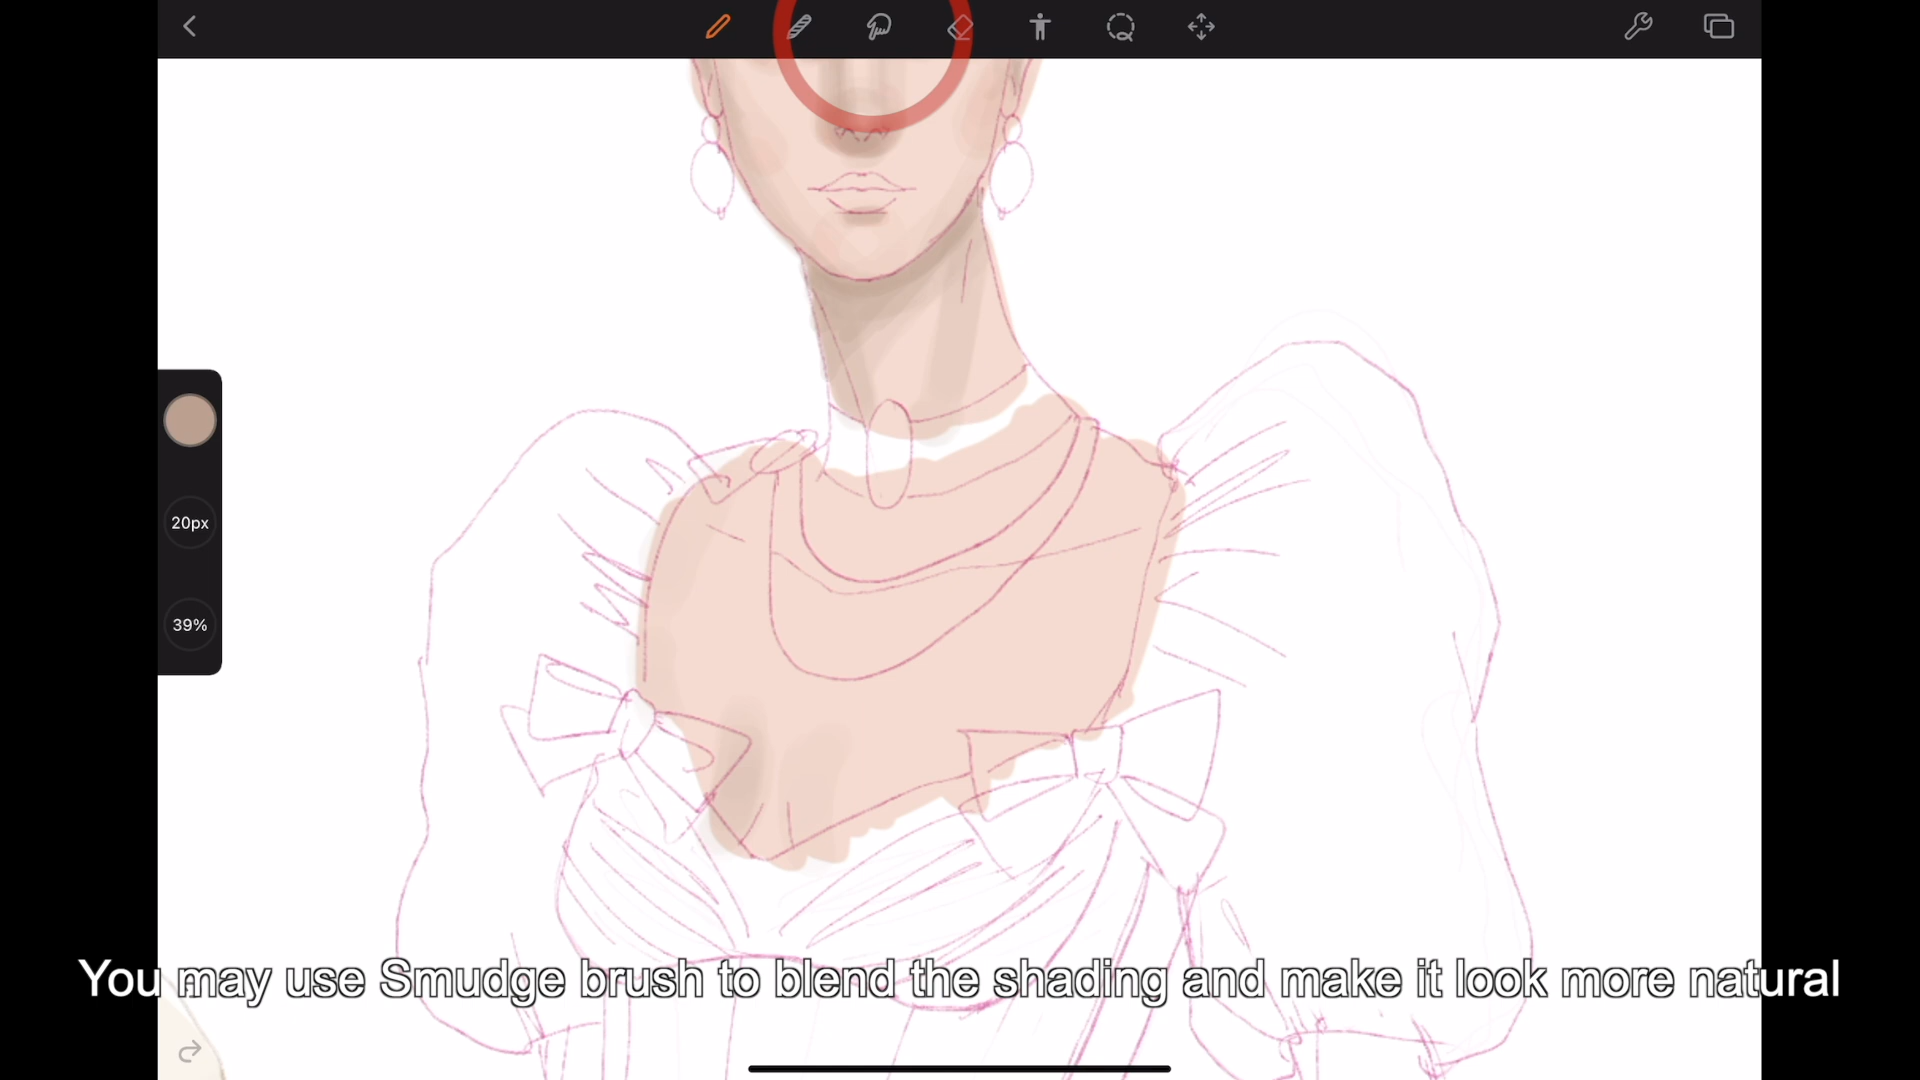 20px
39%
You may use Smudge brush to blend the shading and make it look more natural